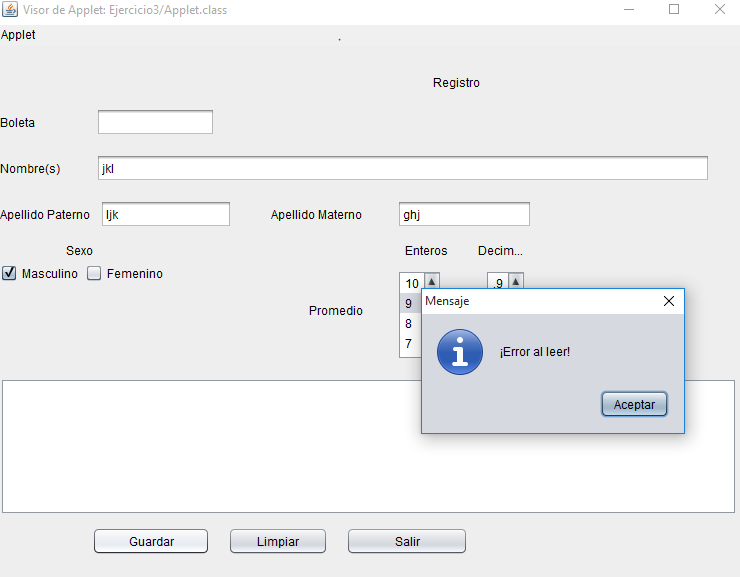 Visor de Applet: Ejercicio3/Applet.class
Applet
Registro
Boleta
Nombre(s) jkl
Apellido Paterno ljk Apellido Materno ghj
Sexo Enteros Decim...
Masculino Femenino
10 .9
Promedio 9
8
7
Mensaje
¡Error al leer!
Aceptar
Guardar Limpiar Salir